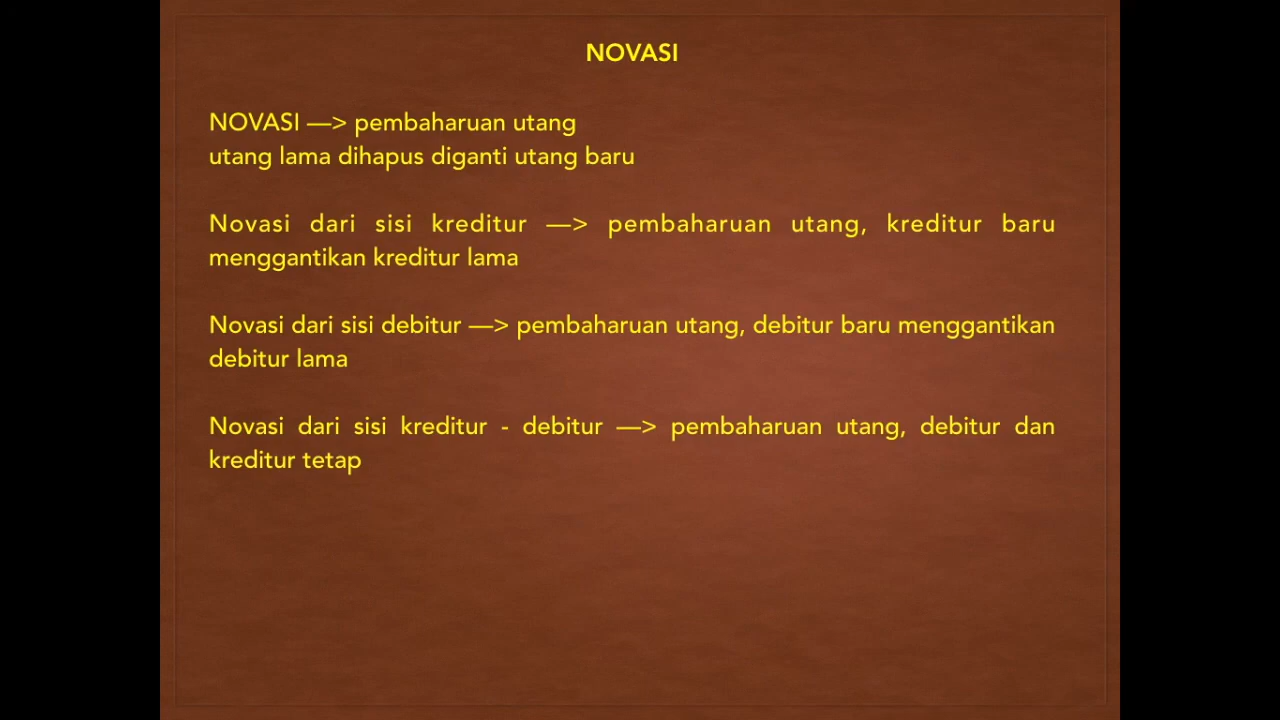 NOVASI
NOVASI —> pembaharuan utang
utang lama dihapus diganti utang baru
Novasi dari sisi kreditur —> pembaharuan utang, kreditur baru
menggantikan kreditur lama
Novasi dari sisi debitur —> pembaharuan utang, debitur baru menggantikan
debitur lama
Novasi dari sisi kreditur - debitur —> pembaharuan utang, debitur dan
kreditur tetap